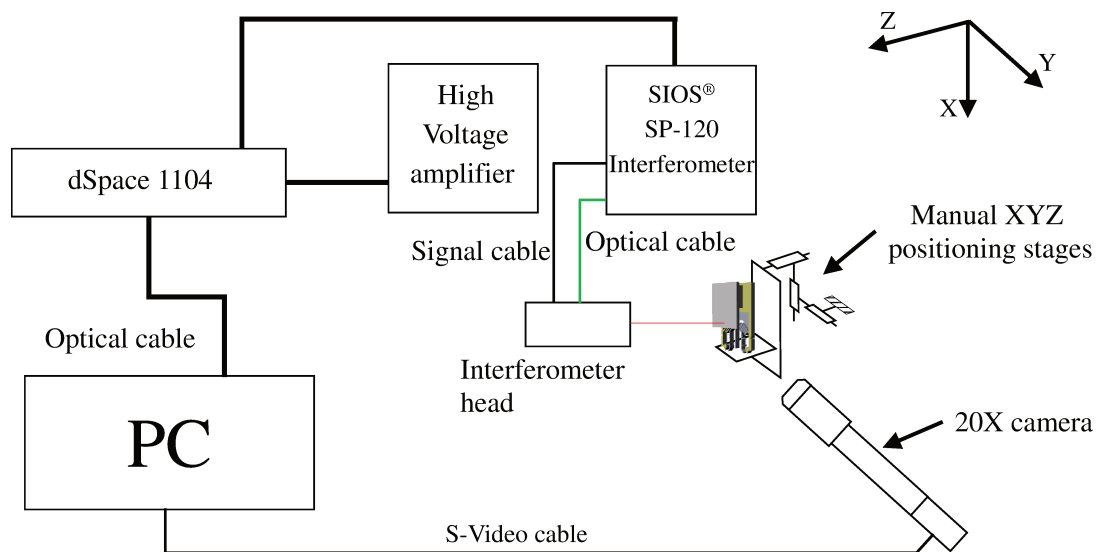 Z
Y
X
High
Voltage
amplifier
SIOS®
SP-120
Interferometer
dSpace 1104
Signal cable
Optical cable
Manual XYZ
positioning stages
Optical cable
Interferometer
head
PC
20X camera
S-Video cable